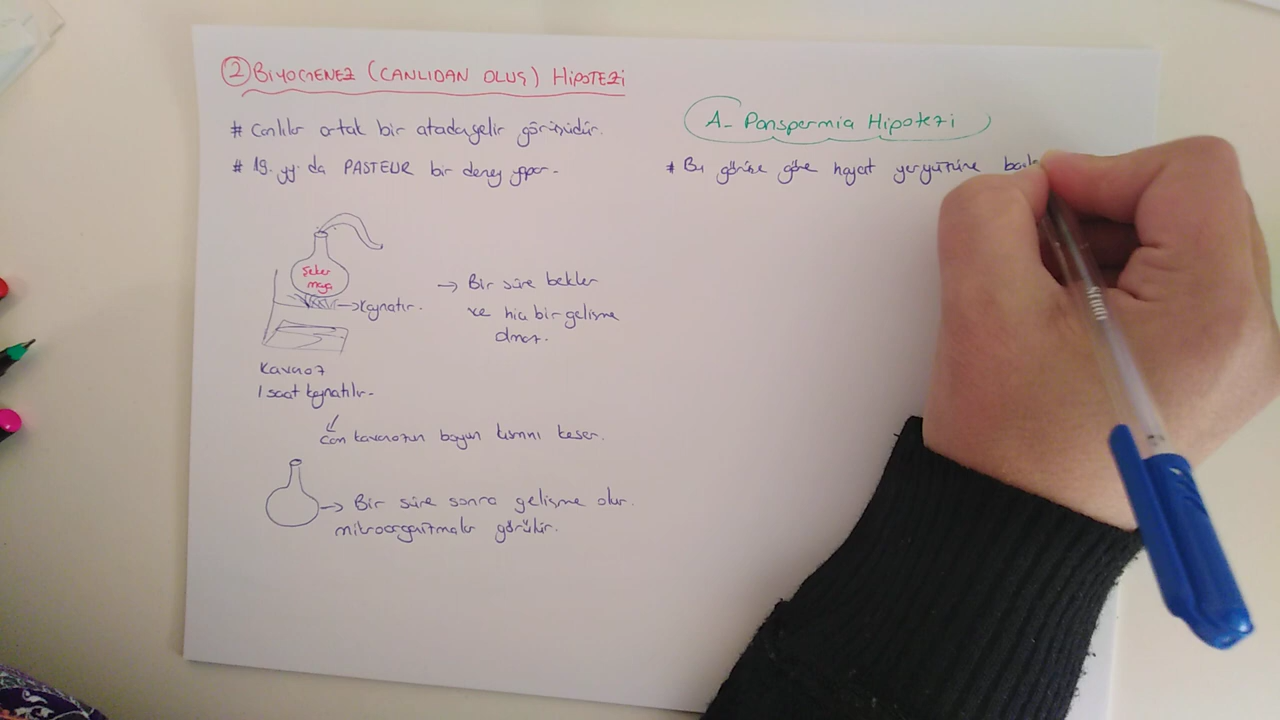 2 BİYOGENEZ (CANLIDAN OLUŞ) HİPOTEZİ
# Canlılar ortak bir atadagelir görüşüdür.
# 19. yy. da PASTEUR bir deney yapar.
Şeker
maya
→ Kaynatır.
→ Bir süre bekler
ve hiç bir gelişme
olmaz.
Kavanoz
1 saat kaynatılır.
Cam kavanozun boyun kısmını keser.
→ Bir süre sonra gelişme olur.
mikroorganizmalar görülür.
A- Panspermia Hipotezi
* Bu görüşe göre hayat yeryüzüne